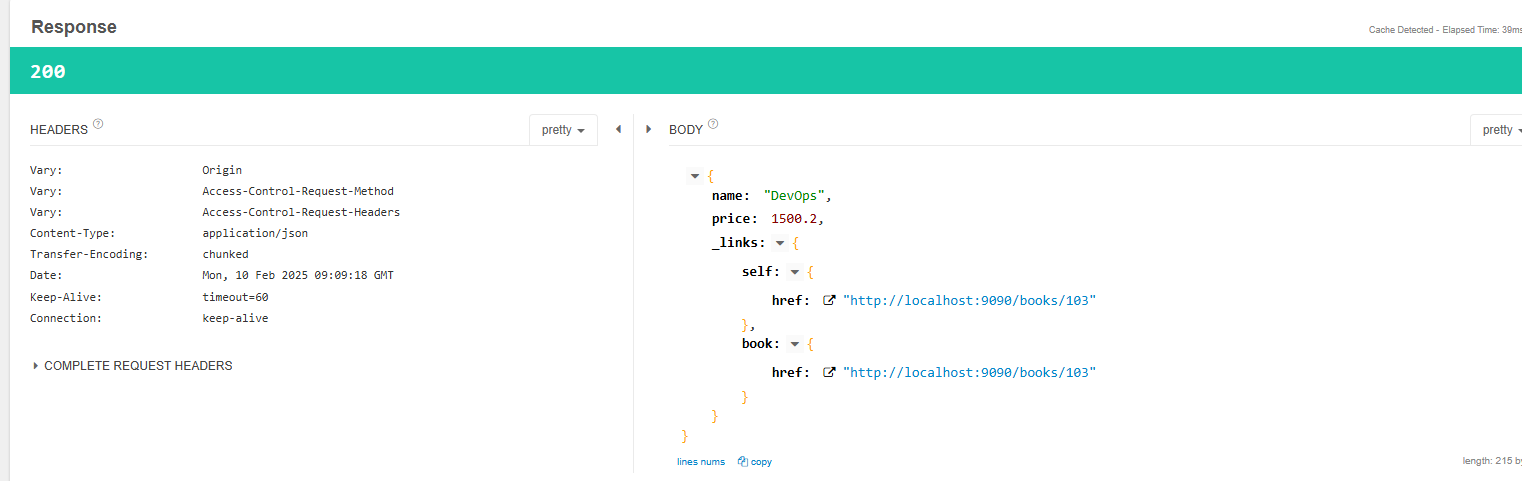 Response
Cache Detected - Elapsed Time: 39ms
200
HEADERS ?
pretty
Vary: Origin
Vary: Access-Control-Request-Method
Vary: Access-Control-Request-Headers
Content-Type: application/json
Transfer-Encoding: chunked
Date: Mon, 10 Feb 2025 09:09:18 GMT
Keep-Alive: timeout=60
Connection: keep-alive
COMPLETE REQUEST HEADERS
BODY ?
pretty
{
name: "DevOps",
price: 1500.2,
_links: {
self: {
href: "http://localhost:9090/books/103"
},
book: {
href: "http://localhost:9090/books/103"
}
}
}
lines nums copy
length: 215 by